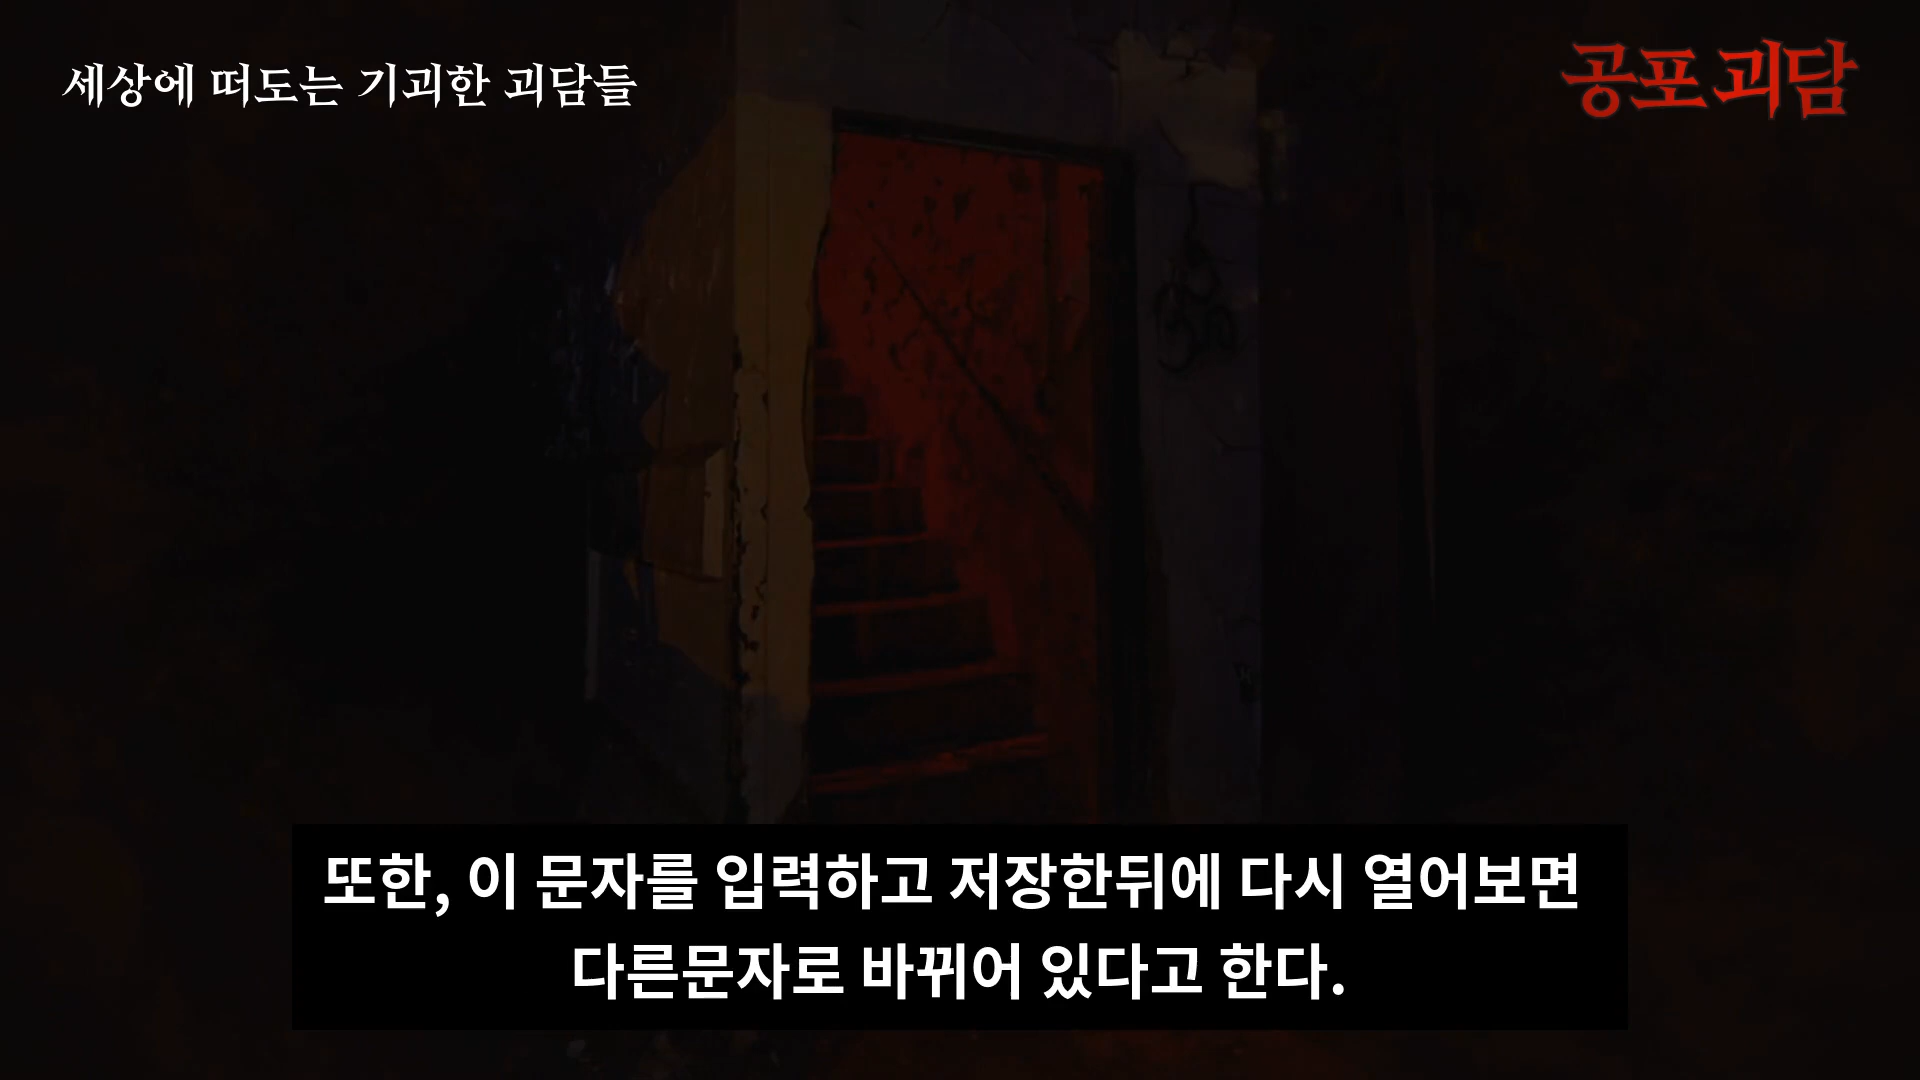 세상에 떠도는 기괴한 괴담들
공포괴담
또한, 이 문자를 입력하고 저장한뒤에 다시 열어보면
다른문자로 바뀌어 있다고 한다.